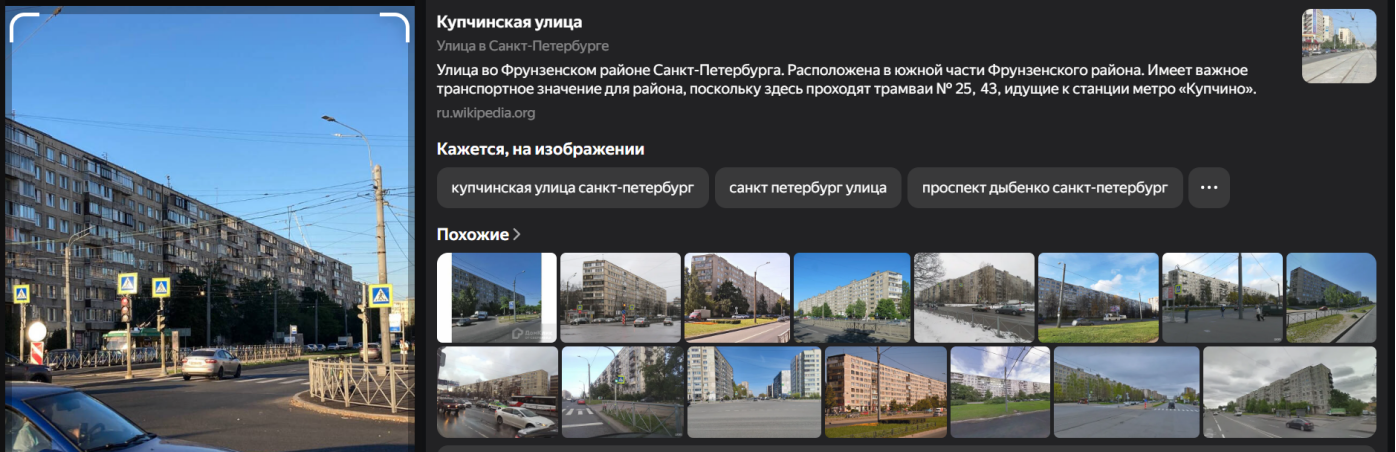 Купчинская улица
Улица в Санкт-Петербурге
Улица во Фрунзенском районе Санкт-Петербурга. Расположена в южной части Фрунзенского района. Имеет важное
транспортное значение для района, поскольку здесь проходят трамваи № 25, 43, идущие к станции метро «Купчино».
ru.wikipedia.org
Кажется, на изображении
купчинская улица санкт-петербург
санкт петербург улица
проспект дыбенко санкт-петербург
Похожие